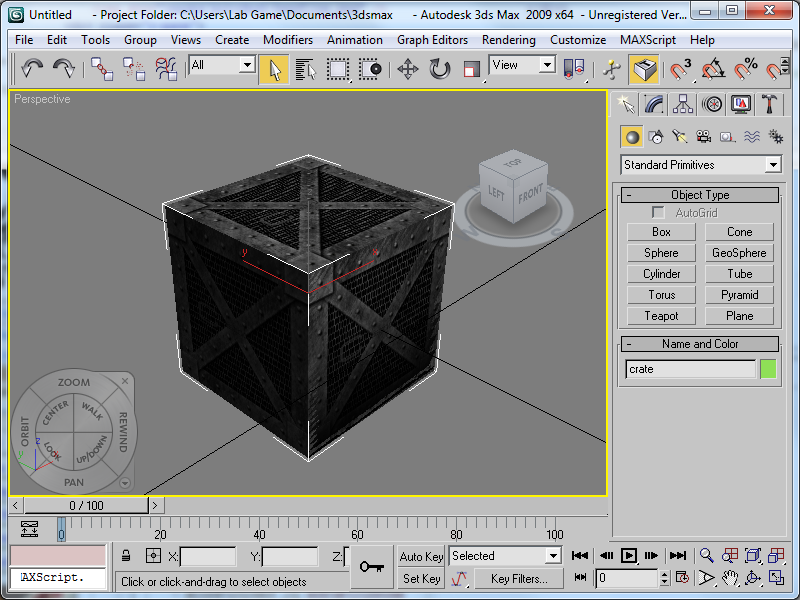 Untitled - Project Folder: C:\Users\Lab Game\Documents\3dsmax - Autodesk 3ds Max 2009 x64 - Unregistered Ver...
File Edit Tools Group Views Create Modifiers Animation Graph Editors Rendering Customize MAXScript Help
All View 3 %
Perspective
TOP
LEFT FRONT
Standard Primitives
- Object Type
AutoGrid
Box Cone
Sphere GeoSphere
Cylinder Tube
Torus Pyramid
Teapot Plane
- Name and Color
crate
y x
ZOOM
CENTER WALK
ORBIT REWIND
LOOK UP/DOWN
PAN
z
y
< 0 / 100 >
0 20 40 60 80 100
X: Y: Z: Auto Key Selected
AXScript. Click or click-and-drag to select objects Set Key Key Filters... 0